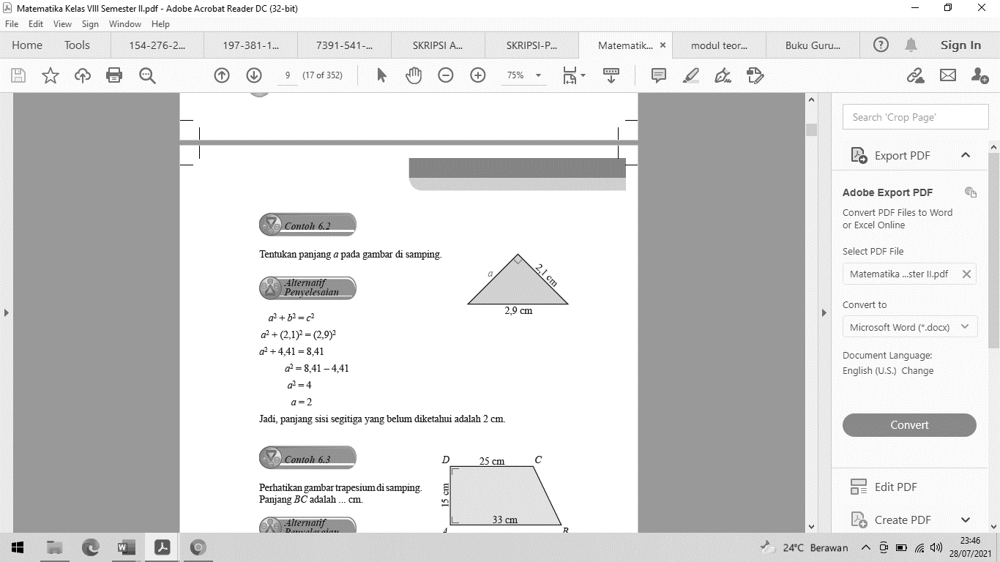 Matematika Kelas VIII Semester II.pdf - Adobe Acrobat Reader DC (32-bit)
File Edit View Sign Window Help
Home Tools 154-276-2... 197-381-1... 7391-541-... SKRIPSI A... SKRIPSI-P... Matematik... × modul teor... Buku Guru... Sign In
9 (17 of 352) 75%
Contoh 6.2
Tentukan panjang a pada gambar di samping.
a
2,1 cm
2,9 cm
Alternatif
Penyelesaian
a² + b² = c²
a² + (2,1)² = (2,9)²
a² + 4,41 = 8,41
a² = 8,41 – 4,41
a² = 4
a = 2
Jadi, panjang sisi segitiga yang belum diketahui adalah 2 cm.
Contoh 6.3
Perhatikan gambar trapesium di samping.
Panjang BC adalah ... cm.
D 25 cm C
15 cm
33 cm
A B
Alternatif
Penyelesaian
Search 'Crop Page'
Export PDF
Adobe Export PDF
Convert PDF Files to Word
or Excel Online
Select PDF File
Matematika ...ster II.pdf
Convert to
Microsoft Word (*.docx)
Document Language:
English (U.S.) Change
Convert
Edit PDF
Create PDF
24°C Berawan
23:46
28/07/2021